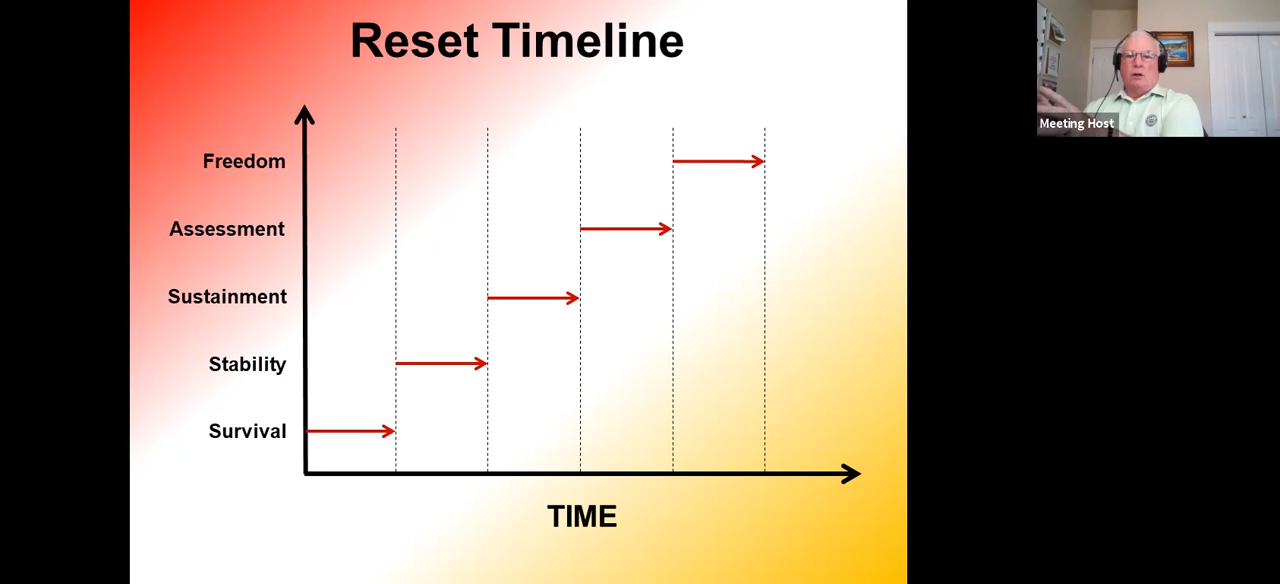 Reset Timeline
Meeting Host
Freedom
Assessment
Sustainment
Stability
Survival
TIME